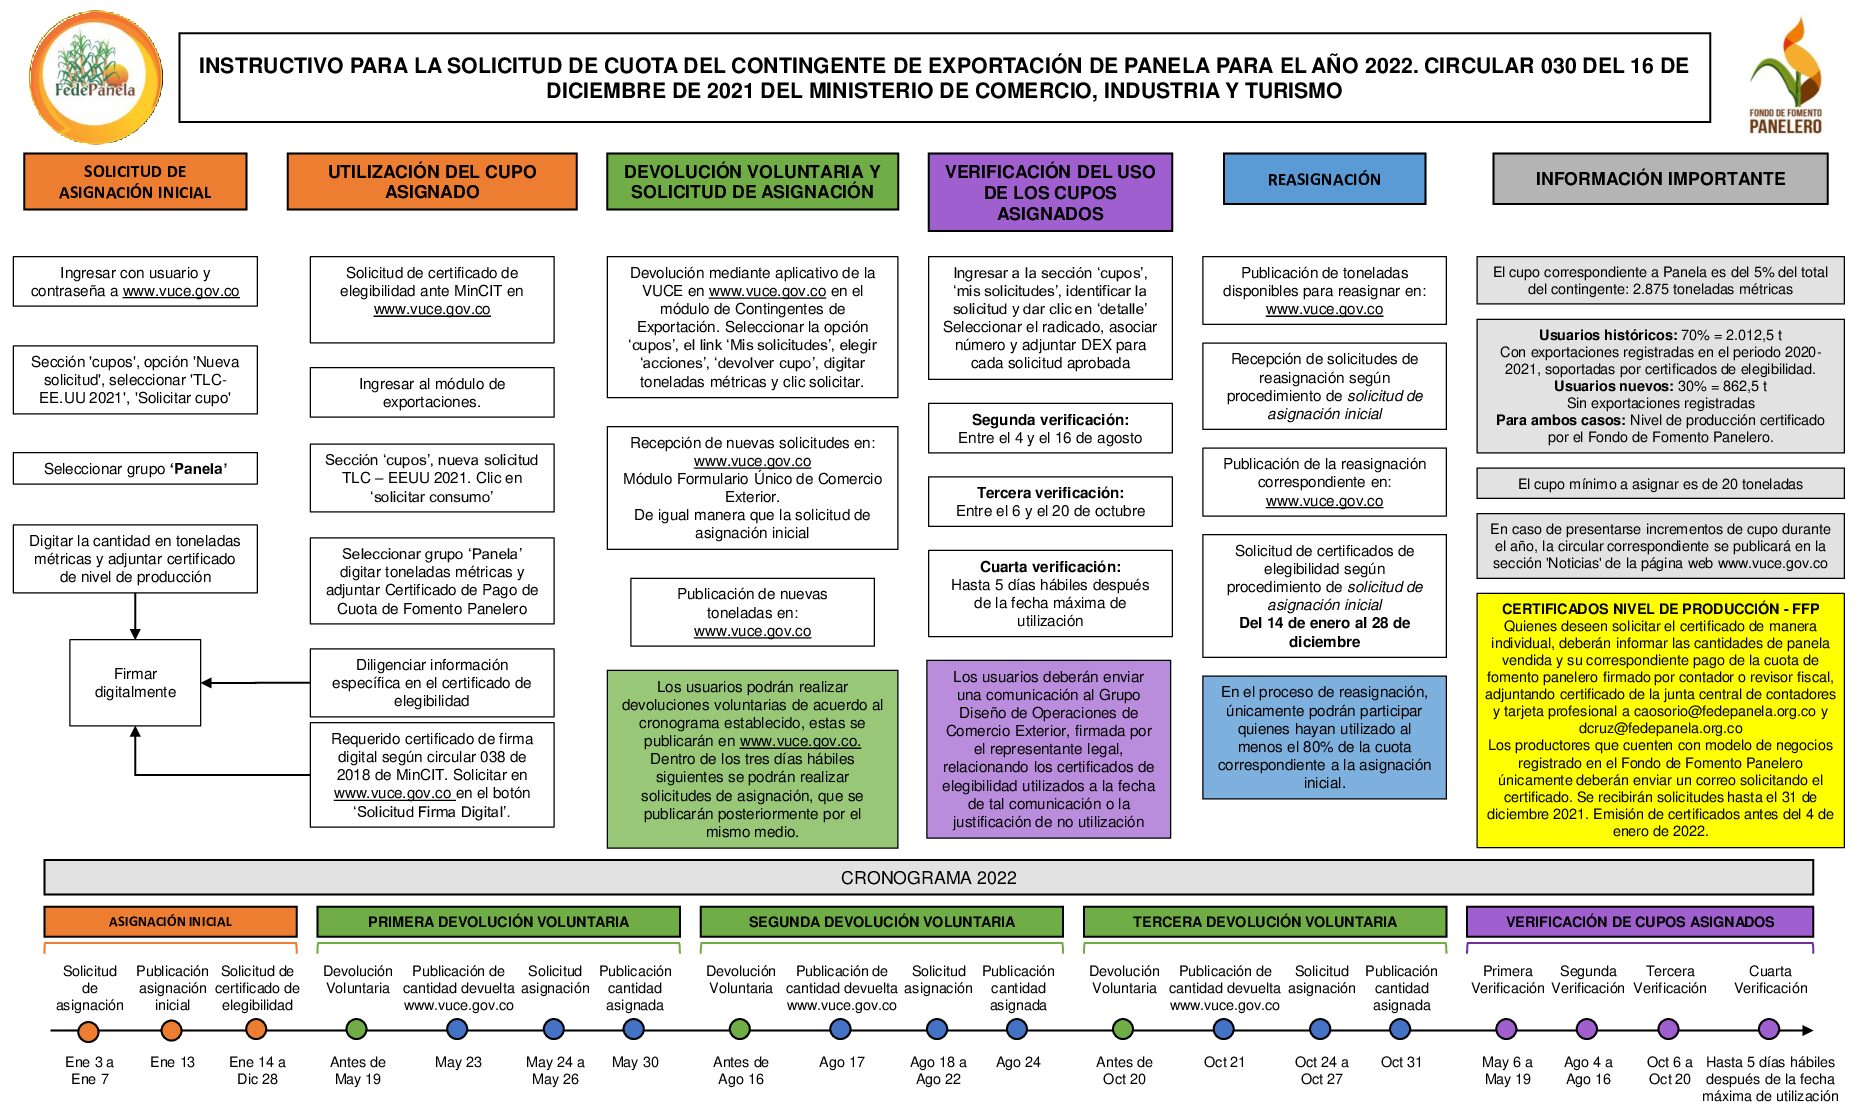 FedePanela
INSTRUCTIVO PARA LA SOLICITUD DE CUOTA DEL CONTINGENTE DE EXPORTACIÓN DE PANELA PARA EL AÑO 2022. CIRCULAR 030 DEL 16 DE
DICIEMBRE DE 2021 DEL MINISTERIO DE COMERCIO, INDUSTRIA Y TURISMO
FONDO DE FOMENTO
PANELERO
SOLICITUD DE
ASIGNACIÓN INICIAL
Ingresar con usuario y
contraseña a www.vuce.gov.co
Sección 'cupos', opción 'Nueva
solicitud', seleccionar 'TLC-
EE.UU 2021', 'Solicitar cupo'
Seleccionar grupo ‘Panela’
Digitar la cantidad en toneladas
métricas y adjuntar certificado
de nivel de producción
Firmar
digitalmente
UTILIZACIÓN DEL CUPO
ASIGNADO
Solicitud de certificado de
elegibilidad ante MinCIT en
www.vuce.gov.co
Ingresar al módulo de
exportaciones.
Sección ‘cupos’, nueva solicitud
TLC – EEUU 2021. Clic en
‘solicitar consumo’
Seleccionar grupo ‘Panela’
digitar toneladas métricas y
adjuntar Certificado de Pago de
Cuota de Fomento Panelero
Diligenciar información
específica en el certificado de
elegibilidad
Requerido certificado de firma
digital según circular 038 de
2018 de MinCIT. Solicitar en
www.vuce.gov.co en el botón
‘Solicitud Firma Digital’.
DEVOLUCIÓN VOLUNTARIA Y
SOLICITUD DE ASIGNACIÓN
Devolución mediante aplicativo de la
VUCE en www.vuce.gov.co en el
módulo de Contingentes de
Exportación. Seleccionar la opción
‘cupos’, el link ‘Mis solicitudes’, elegir
‘acciones’, ‘devolver cupo’, digitar
toneladas métricas y clic solicitar.
Recepción de nuevas solicitudes en:
www.vuce.gov.co
Módulo Formulario Único de Comercio
Exterior.
De igual manera que la solicitud de
asignación inicial
Publicación de nuevas
toneladas en:
www.vuce.gov.co
Los usuarios podrán realizar
devoluciones voluntarias de acuerdo al
cronograma establecido, estas se
publicarán en www.vuce.gov.co.
Dentro de los tres días hábiles
siguientes se podrán realizar
solicitudes de asignación, que se
publicarán posteriormente por el
mismo medio.
VERIFICACIÓN DEL USO
DE LOS CUPOS
ASIGNADOS
Ingresar a la sección ‘cupos’,
‘mis solicitudes’, identificar la
solicitud y dar clic en ‘detalle’
Seleccionar el radicado, asociar
número y adjuntar DEX para
cada solicitud aprobada
Segunda verificación:
Entre el 4 y el 16 de agosto
Tercera verificación:
Entre el 6 y el 20 de octubre
Cuarta verificación:
Hasta 5 días hábiles después
de la fecha máxima de
utilización
Los usuarios deberán enviar
una comunicación al Grupo
Diseño de Operaciones de
Comercio Exterior, firmada por
el representante legal,
relacionando los certificados de
elegibilidad utilizados a la fecha
de tal comunicación o la
justificación de no utilización
REASIGNACIÓN
Publicación de toneladas
disponibles para reasignar en:
www.vuce.gov.co
Recepción de solicitudes de
reasignación según
procedimiento de solicitud de
asignación inicial
Publicación de la reasignación
correspondiente en:
www.vuce.gov.co
Solicitud de certificados de
elegibilidad según
procedimiento de solicitud de
asignación inicial
Del 14 de enero al 28 de
diciembre
En el proceso de reasignación,
únicamente podrán participar
quienes hayan utilizado al
menos el 80% de la cuota
correspondiente a la asignación
inicial.
INFORMACIÓN IMPORTANTE
El cupo correspondiente a Panela es del 5% del total
del contingente: 2.875 toneladas métricas
Usuarios históricos: 70% = 2.012,5 t
Con exportaciones registradas en el periodo 2020-
2021, soportadas por certificados de elegibilidad.
Usuarios nuevos: 30% = 862,5 t
Sin exportaciones registradas
Para ambos casos: Nivel de producción certificado
por el Fondo de Fomento Panelero.
El cupo mínimo a asignar es de 20 toneladas
En caso de presentarse incrementos de cupo durante
el año, la circular correspondiente se publicará en la
sección 'Noticias' de la página web www.vuce.gov.co
CERTIFICADOS NIVEL DE PRODUCCIÓN - FFP
Quienes deseen solicitar el certificado de manera
individual, deberán informar las cantidades de panela
vendida y su correspondiente pago de la cuota de
fomento panelero firmado por contador o revisor fiscal,
adjuntando certificado de la junta central de contadores
y tarjeta profesional a caosorio@fedepanela.org.co y
dcruz@fedepanela.org.co
Los productores que cuenten con modelo de negocios
registrado en el Fondo de Fomento Panelero
únicamente deberán enviar un correo solicitando el
certificado. Se recibirán solicitudes hasta el 31 de
diciembre 2021. Emisión de certificados antes del 4 de
enero de 2022.
CRONOGRAMA 2022
ASIGNACIÓN INICIAL
Solicitud
de
asignación
Ene 3 a
Ene 7
Publicación
asignación
inicial
Ene 13
Solicitud de
certificado de
elegibilidad
Ene 14 a
Dic 28
PRIMERA DEVOLUCIÓN VOLUNTARIA
Devolución
Voluntaria
Antes de
May 19
Publicación de
cantidad devuelta
www.vuce.gov.co
May 23
Solicitud
asignación
May 24 a
May 26
Publicación
cantidad
asignada
May 30
SEGUNDA DEVOLUCIÓN VOLUNTARIA
Devolución
Voluntaria
Antes de
Ago 16
Publicación de
cantidad devuelta
www.vuce.gov.co
Ago 17
Solicitud
asignación
Ago 18 a
Ago 22
Publicación
cantidad
asignada
Ago 24
TERCERA DEVOLUCIÓN VOLUNTARIA
Devolución
Voluntaria
Antes de
Oct 20
Publicación de
cantidad devuelta
www.vuce.gov.co
Oct 21
Solicitud
asignación
Oct 24 a
Oct 27
Publicación
cantidad
asignada
Oct 31
VERIFICACIÓN DE CUPOS ASIGNADOS
Primera
Verificación
May 6 a
May 19
Segunda
Verificación
Ago 4 a
Ago 16
Tercera
Verificación
Oct 6 a
Oct 20
Cuarta
Verificación
Hasta 5 días hábiles
después de la fecha
máxima de utilización